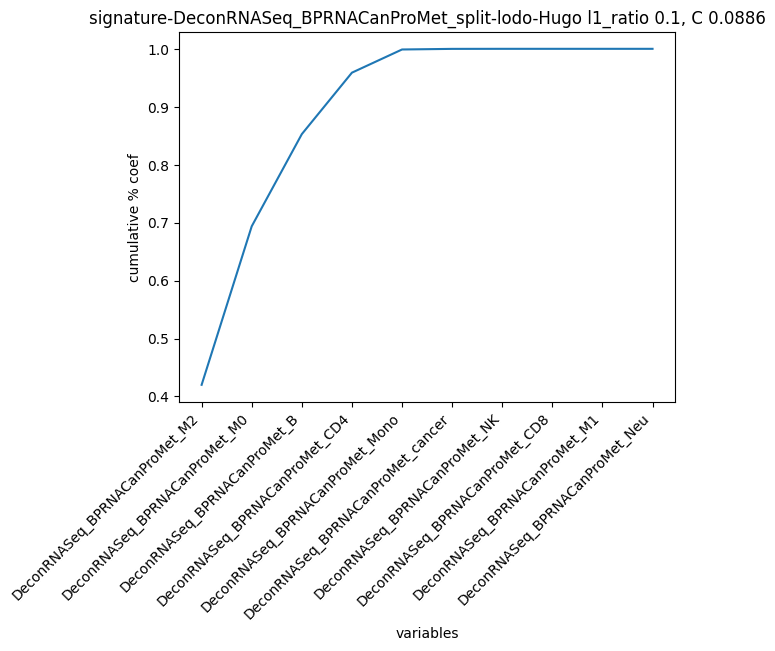 signature-DeconRNASeq_BPRNACanProMet_split-lodo-Hugo l1_ratio 0.1, C 0.0886
1.0
0.9
0.8
0.7
0.6
0.5
0.4
cumulative % coef
DeconRNASeq_BPRNACanProMet_M2
DeconRNASeq_BPRNACanProMet_M0
DeconRNASeq_BPRNACanProMet_B
DeconRNASeq_BPRNACanProMet_CD4
DeconRNASeq_BPRNACanProMet_Mono
DeconRNASeq_BPRNACanProMet_cancer
DeconRNASeq_BPRNACanProMet_NK
DeconRNASeq_BPRNACanProMet_CD8
DeconRNASeq_BPRNACanProMet_M1
DeconRNASeq_BPRNACanProMet_Neu
variables